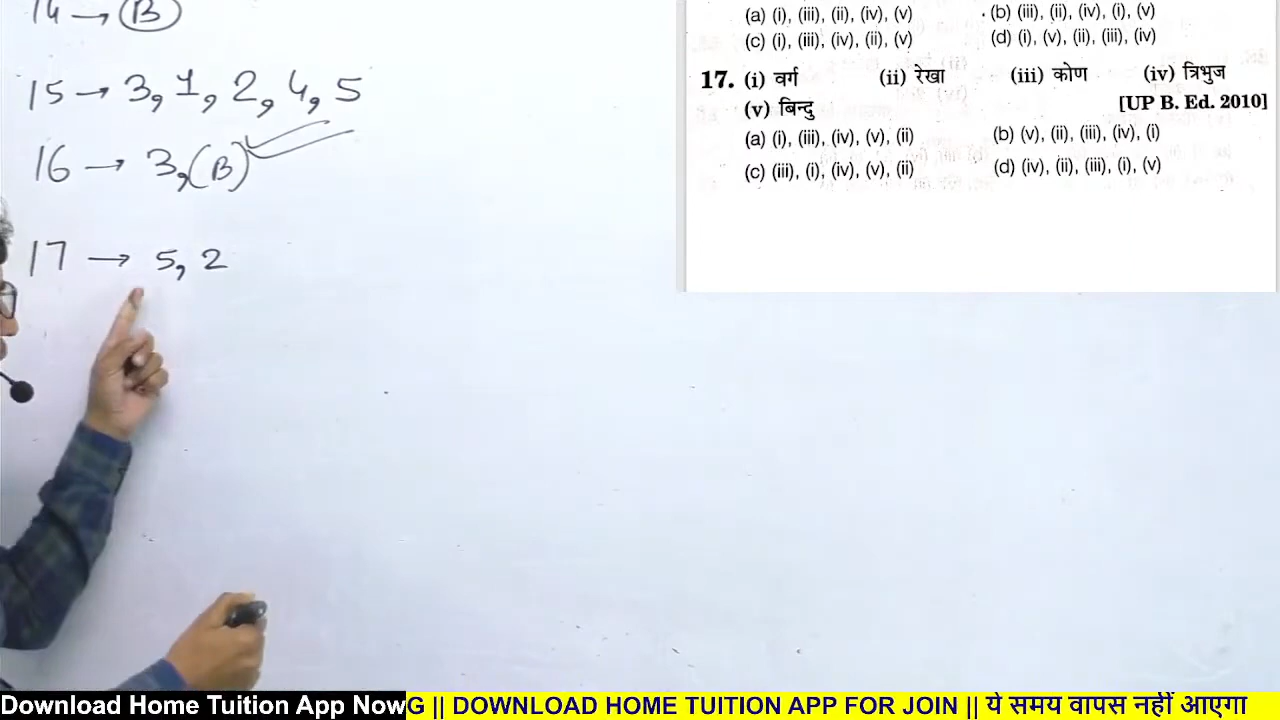 14 → (B)
15 → 3, 1, 2, 4, 5
16 → 3, (B)
17 → 5, 2
(a) (i), (iii), (ii), (iv), (v) (b) (iii), (ii), (iv), (i), (v)
(c) (i), (iii), (iv), (ii), (v) (d) (i), (v), (ii), (iii), (iv)
17. (i) वर्ग (ii) रेखा (iii) कोण (iv) त्रिभुज
(v) बिन्दु [UP B. Ed. 2010]
(a) (i), (iii), (iv), (v), (ii) (b) (v), (ii), (iii), (iv), (i)
(c) (iii), (i), (iv), (v), (ii) (d) (iv), (ii), (iii), (i), (v)
Download Home Tuition App Now G || DOWNLOAD HOME TUITION APP FOR JOIN || ये समय वापस नहीं आएगा